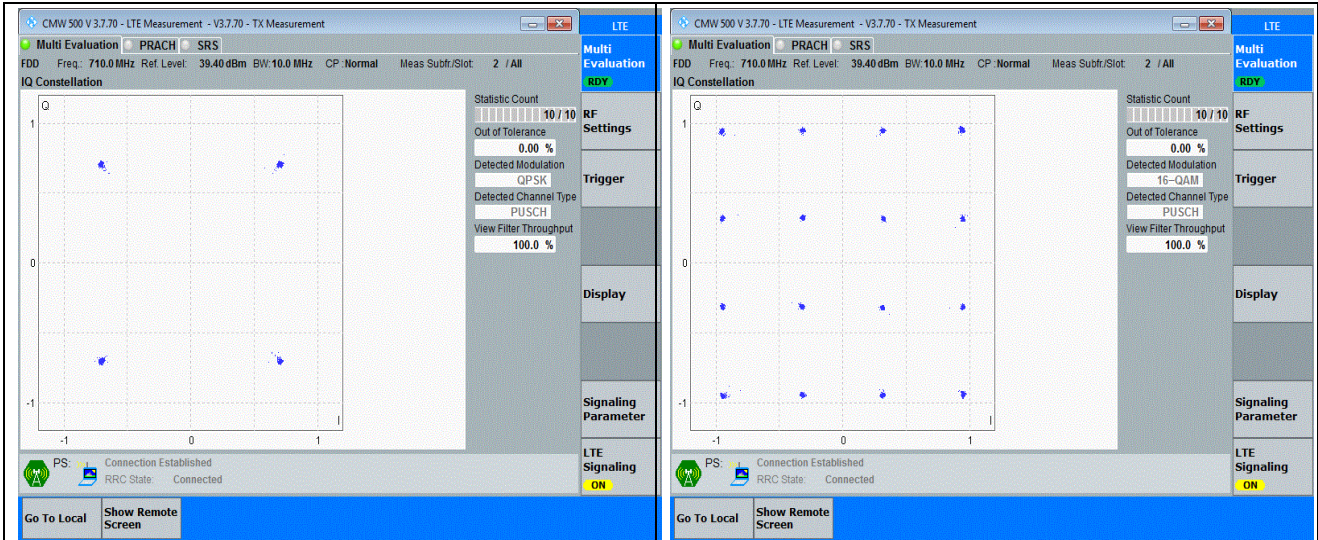 CMW 500 V 3.7.70 - LTE Measurement - V3.7.70 - TX Measurement
LTE
Multi Evaluation PRACH SRS
Multi
Evaluation
RDY
FDD Freq.: 710.0 MHz Ref. Level: 39.40 dBm BW: 10.0 MHz CP : Normal Meas Subfr./Slot: 2 / All
IQ Constellation
Q
1
0
-1
-1 0 1
I
Statistic Count
10 / 10
Out of Tolerance
0.00 %
Detected Modulation
QPSK
Detected Channel Type
PUSCH
View Filter Throughput
100.0 %
RF
Settings
Trigger
Display
Signaling
Parameter
LTE
Signaling
ON
PS: Connection Established
RRC State: Connected
Go To Local
Show Remote
Screen
CMW 500 V 3.7.70 - LTE Measurement - V3.7.70 - TX Measurement
LTE
Multi Evaluation PRACH SRS
Multi
Evaluation
RDY
FDD Freq.: 710.0 MHz Ref. Level: 39.40 dBm BW: 10.0 MHz CP : Normal Meas Subfr./Slot: 2 / All
IQ Constellation
Q
1
0
-1
-1 0 1
I
Statistic Count
10 / 10
Out of Tolerance
0.00 %
Detected Modulation
16-QAM
Detected Channel Type
PUSCH
View Filter Throughput
100.0 %
RF
Settings
Trigger
Display
Signaling
Parameter
LTE
Signaling
ON
PS: Connection Established
RRC State: Connected
Go To Local
Show Remote
Screen